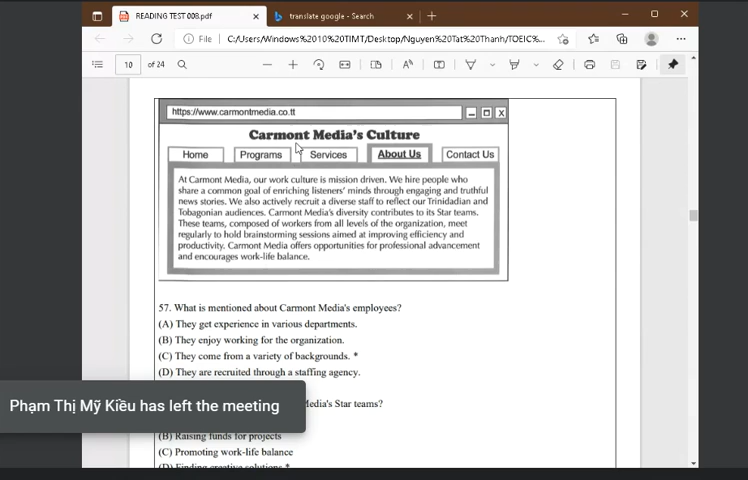 READING TEST 008.pdf
translate google - Search
File
C:/Users/Windows%2010%20TIMT/Desktop/Nguyen%20Tat%20Thanh/TOEIC%...
10 of 24
https://www.carmontmedia.co.tt
Carmont Media's Culture
Home Programs Services About Us Contact Us
At Carmont Media, our work culture is mission driven. We hire people who
share a common goal of enriching listeners' minds through engaging and truthful
news stories. We also actively recruit a diverse staff to reflect our Trinidadian and
Tobagonian audiences. Carmont Media's diversity contributes to its Star teams.
These teams, composed of workers from all levels of the organization, meet
regularly to hold brainstorming sessions aimed at improving efficiency and
productivity. Carmont Media offers opportunities for professional advancement
and encourages work-life balance.
57. What is mentioned about Carmont Media's employees?
(A) They get experience in various departments.
(B) They enjoy working for the organization.
(C) They come from a variety of backgrounds. *
(D) They are recruited through a staffing agency.
Media's Star teams?
Phạm Thị Mỹ Kiều has left the meeting
(B) Raising funds for projects
(C) Promoting work-life balance
(D) Finding creative solutions *